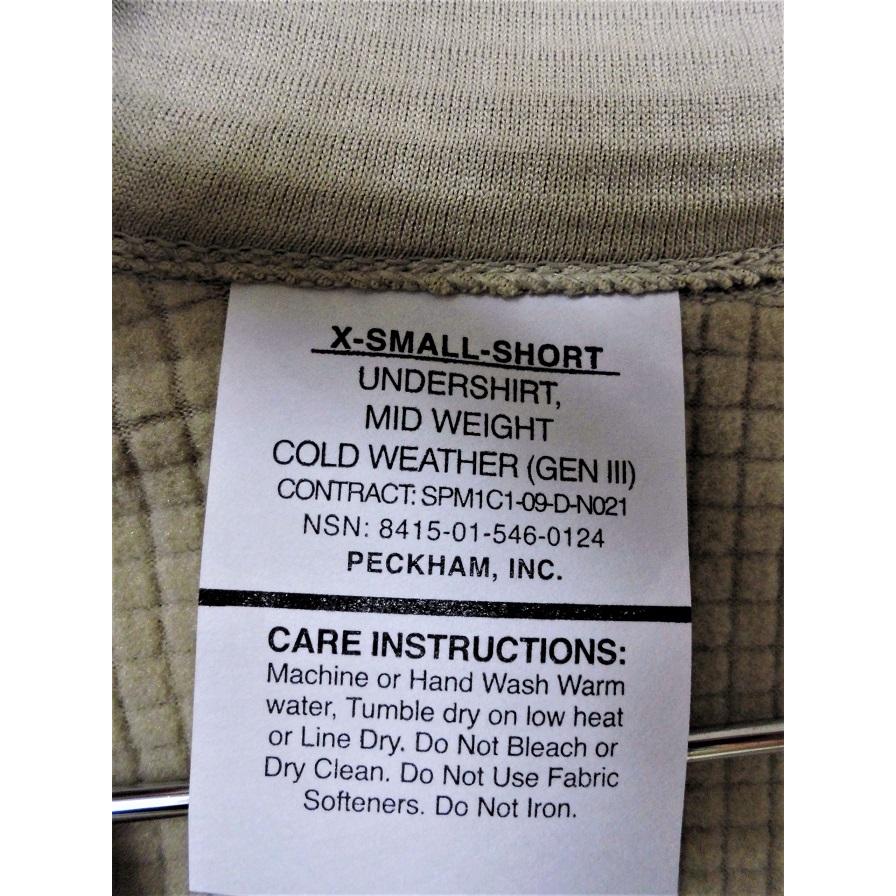 X-SMALL-SHORT
UNDERSHIRT,
MID WEIGHT
COLD WEATHER (GEN III)
CONTRACT: SPM1C1-09-D-N021
NSN: 8415-01-546-0124
PECKHAM, INC.
CARE INSTRUCTIONS:
Machine or Hand Wash Warm
water, Tumble dry on low heat
or Line Dry. Do Not Bleach or
Dry Clean. Do Not Use Fabric
Softeners. Do Not Iron.